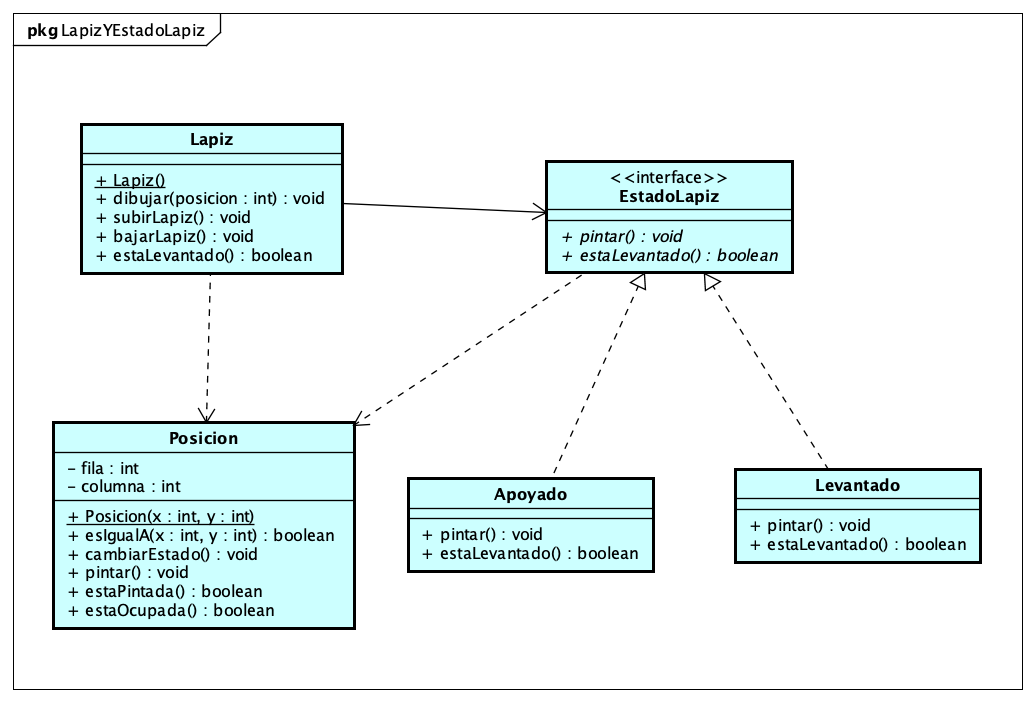 pkg LapizYEstadoLapiz
Lapiz
+ Lapiz()
+ dibujar(posicion : int) : void
+ subirLapiz() : void
+ bajarLapiz() : void
+ estaLevantado() : boolean
<<interface>>
EstadoLapiz
+ pintar() : void
+ estaLevantado() : boolean
Posicion
- fila : int
- columna : int
+ Posicion(x : int, y : int)
+ esIgualA(x : int, y : int) : boolean
+ cambiarEstado() : void
+ pintar() : void
+ estaPintada() : boolean
+ estaOcupada() : boolean
Apoyado
+ pintar() : void
+ estaLevantado() : boolean
Levantado
+ pintar() : void
+ estaLevantado() : boolean